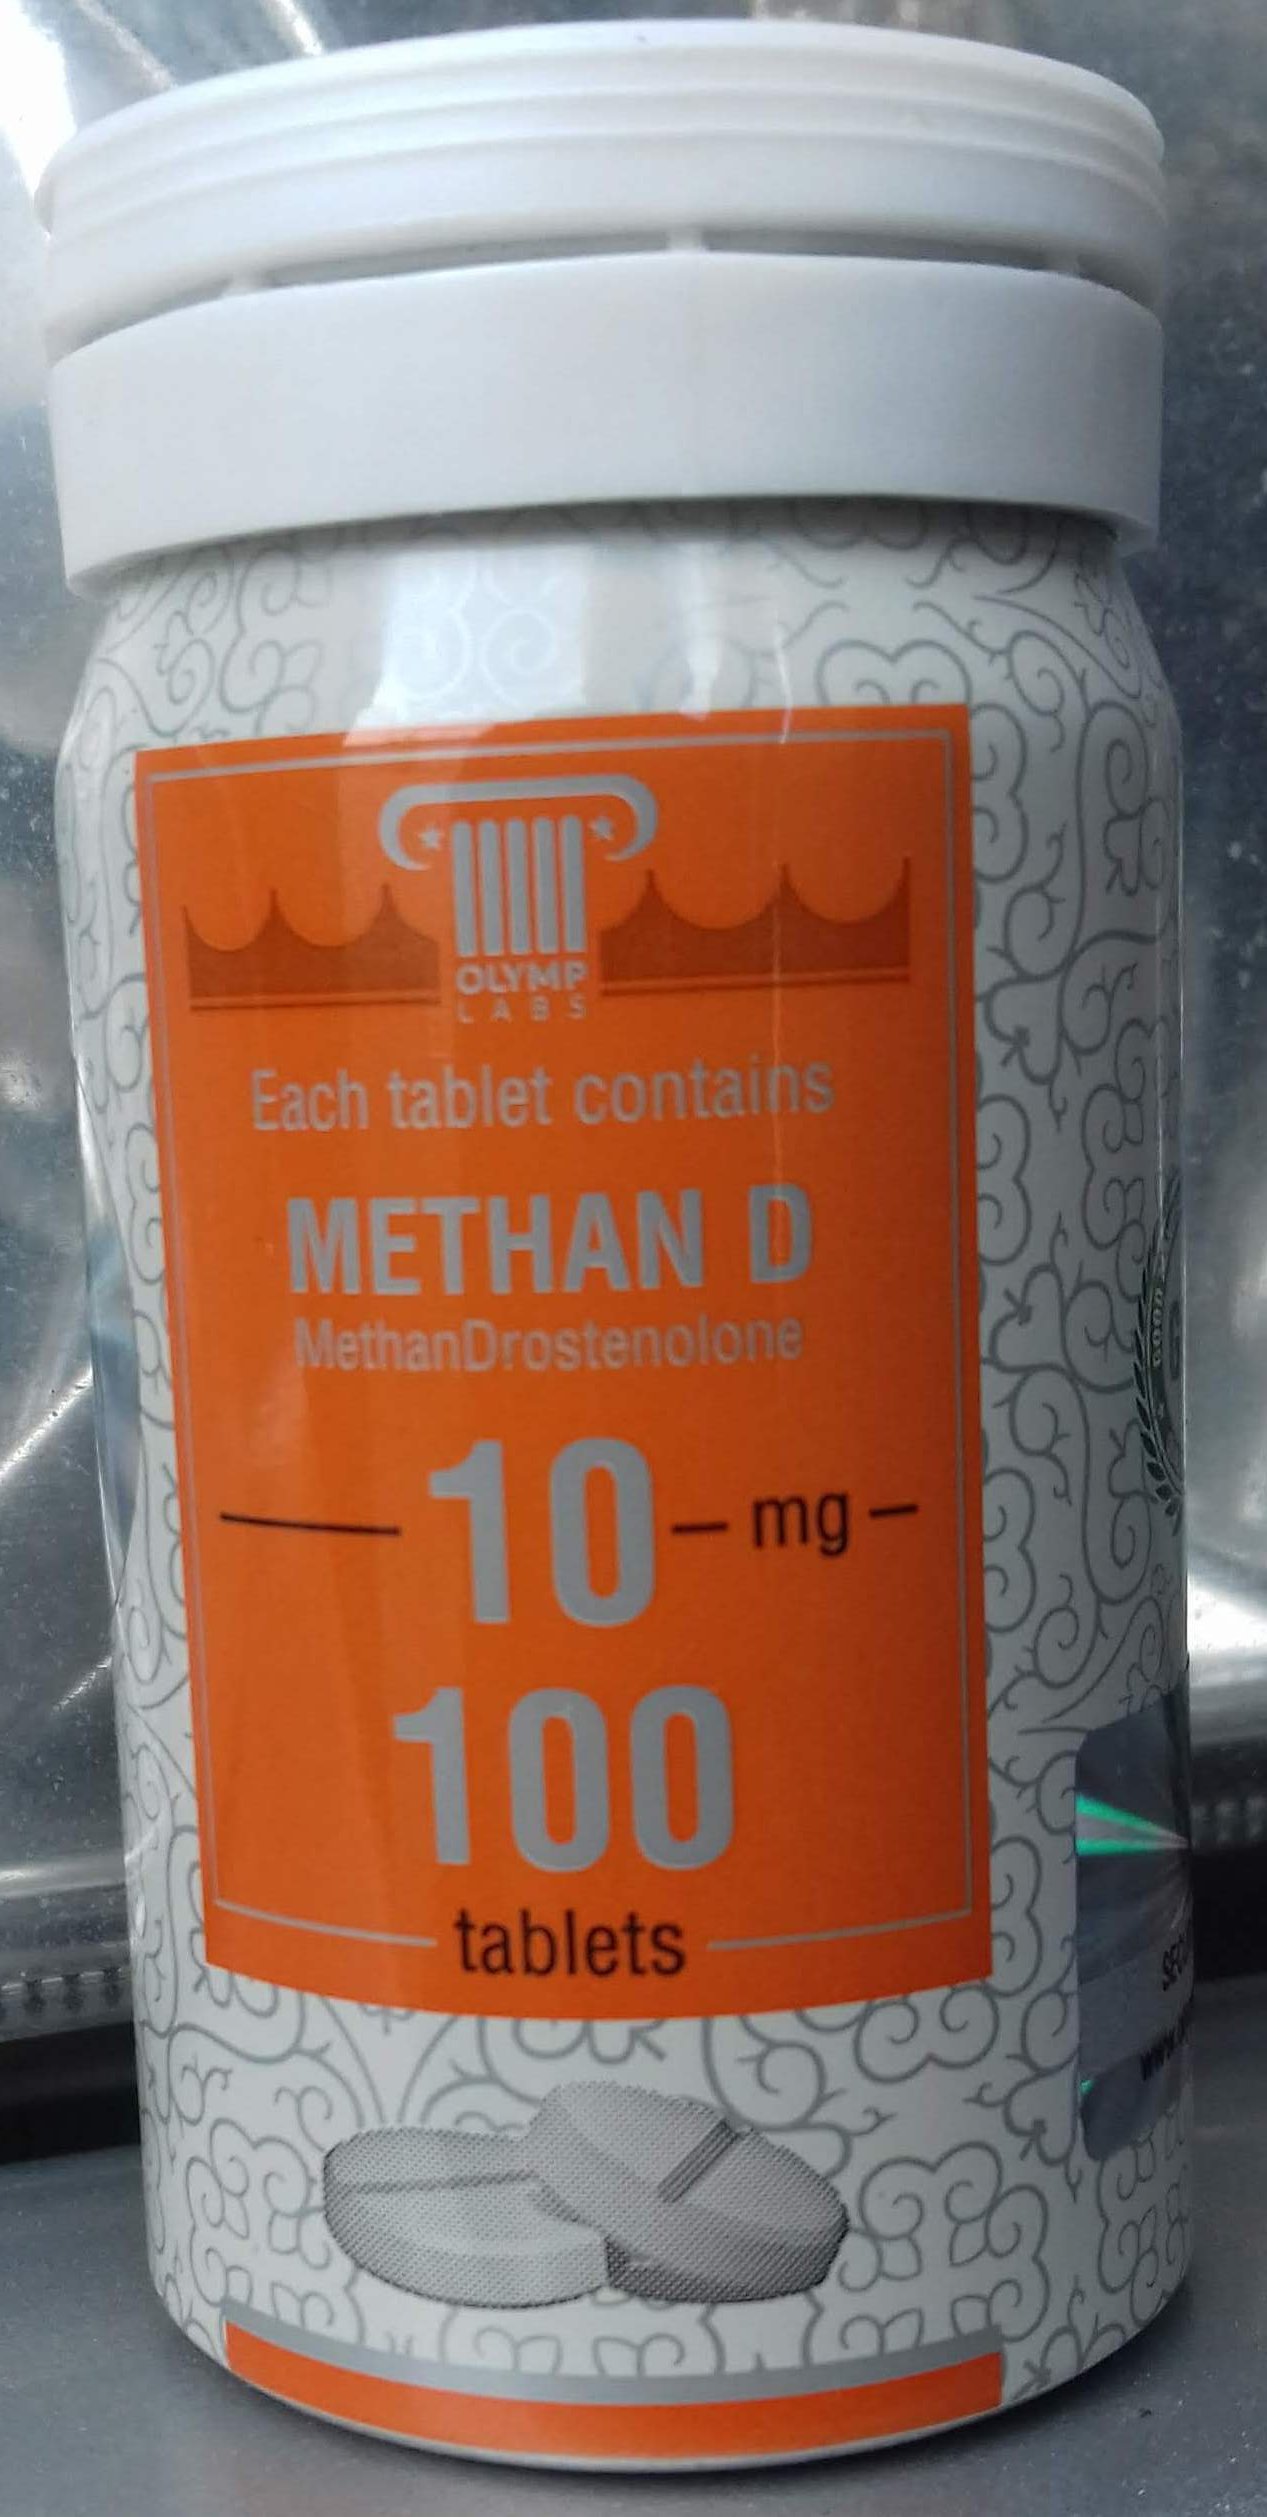 OLYMP
LABS
Each tablet contains
METHAN D
MethanDrostenolone
10 mg
100
tablets